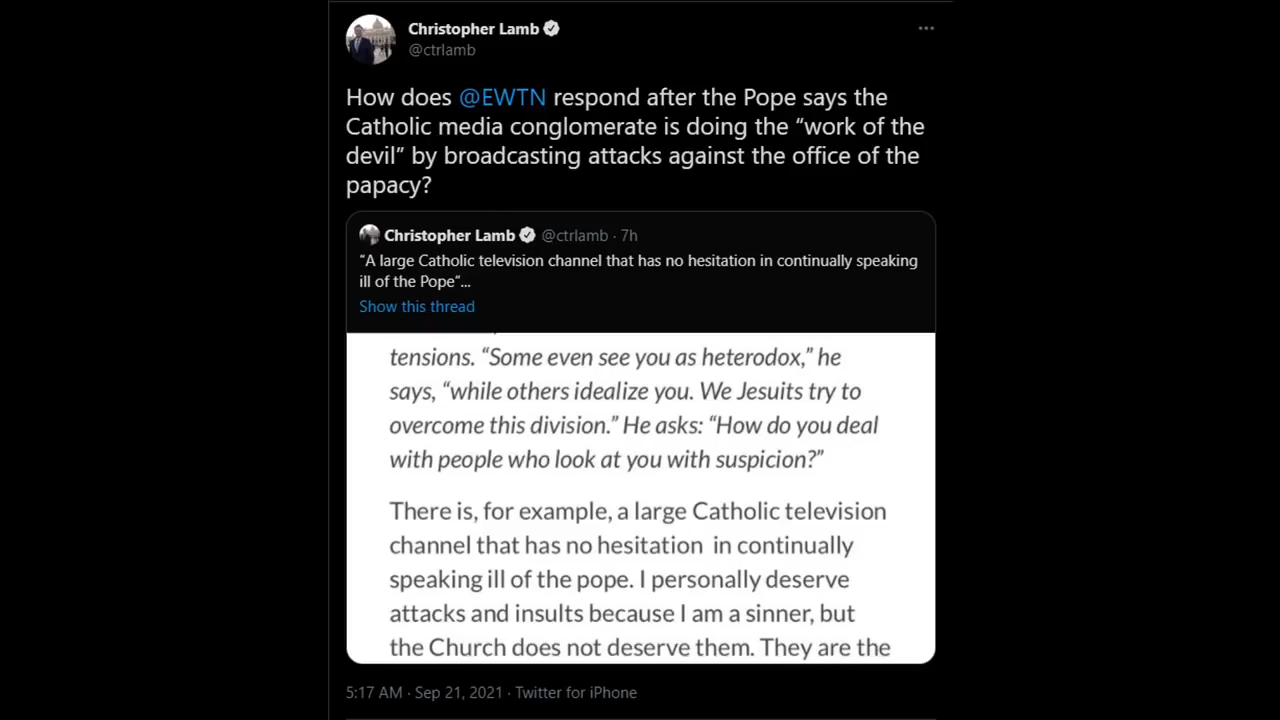 Christopher Lamb
@ctrlamb
How does @EWTN respond after the Pope says the
Catholic media conglomerate is doing the “work of the
devil” by broadcasting attacks against the office of the
papacy?
Christopher Lamb @ctrlamb · 7h
“A large Catholic television channel that has no hesitation in continually speaking
ill of the Pope“...
Show this thread
tensions. “Some even see you as heterodox,” he
says, “while others idealize you. We Jesuits try to
overcome this division.” He asks: “How do you deal
with people who look at you with suspicion?”
There is, for example, a large Catholic television
channel that has no hesitation in continually
speaking ill of the pope. I personally deserve
attacks and insults because I am a sinner, but
the Church does not deserve them. They are the
5:17 AM · Sep 21, 2021 · Twitter for iPhone